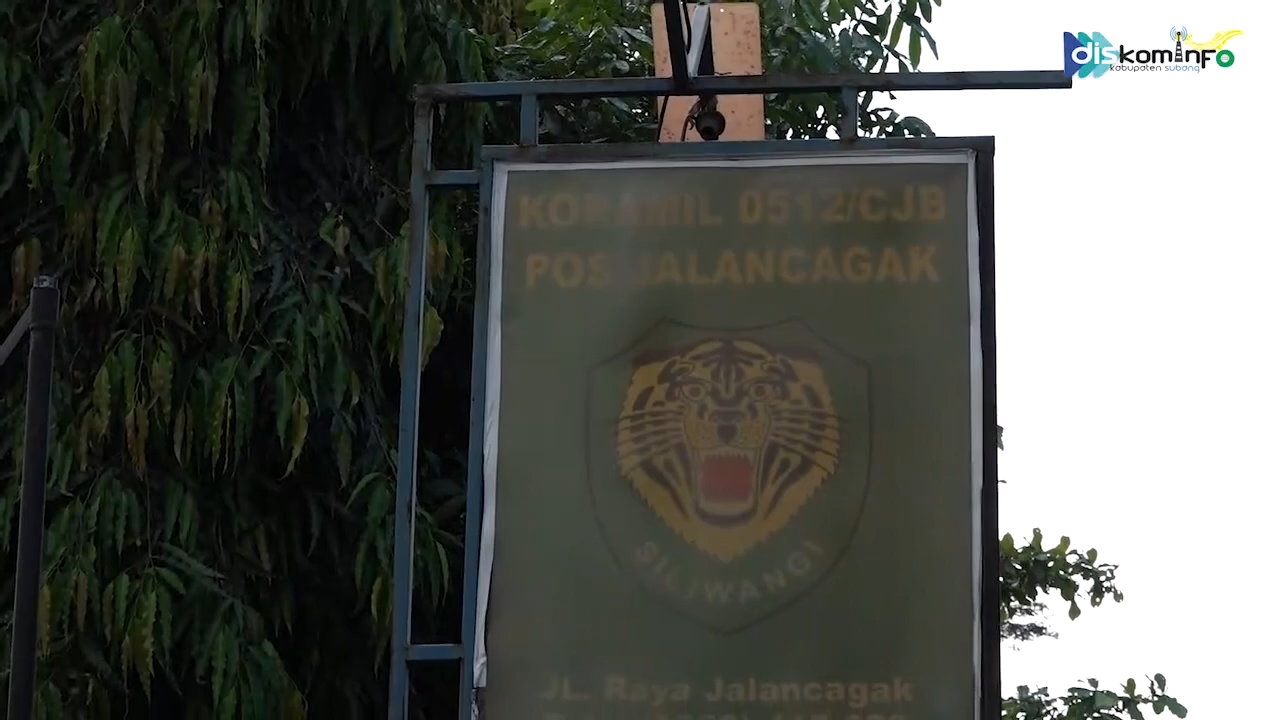 diskominfo
kabupaten subang
KORAMIL 0512/CJB
POS JALANCAGAK
SILIWANGI
JL. Raya Jalancagak